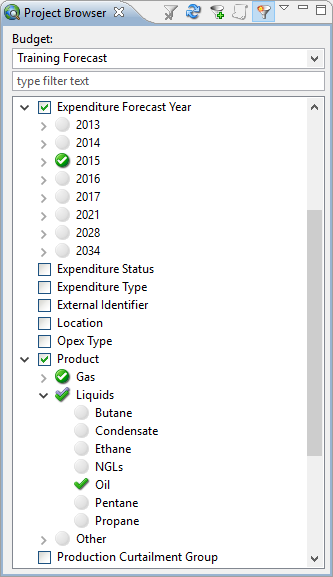 Project Browser
Budget:
Training Forecast
type filter text
Expenditure Forecast Year
2013
2014
2015
2016
2017
2021
2028
2034
Expenditure Status
Expenditure Type
External Identifier
Location
Opex Type
Product
Gas
Liquids
Butane
Condensate
Ethane
NGLs
Oil
Pentane
Propane
Other
Production Curtailment Group